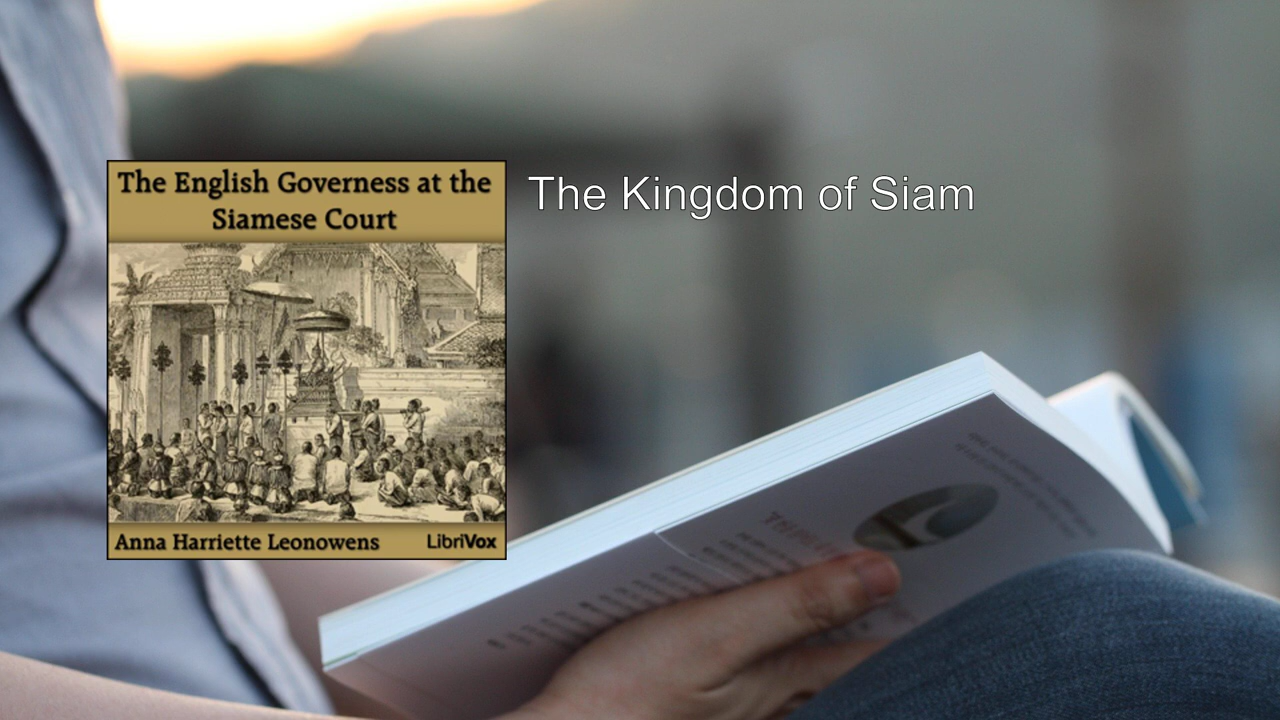 The English Governess at the
Siamese Court
Anna Harriette Leonowens
LibriVox
The Kingdom of Siam